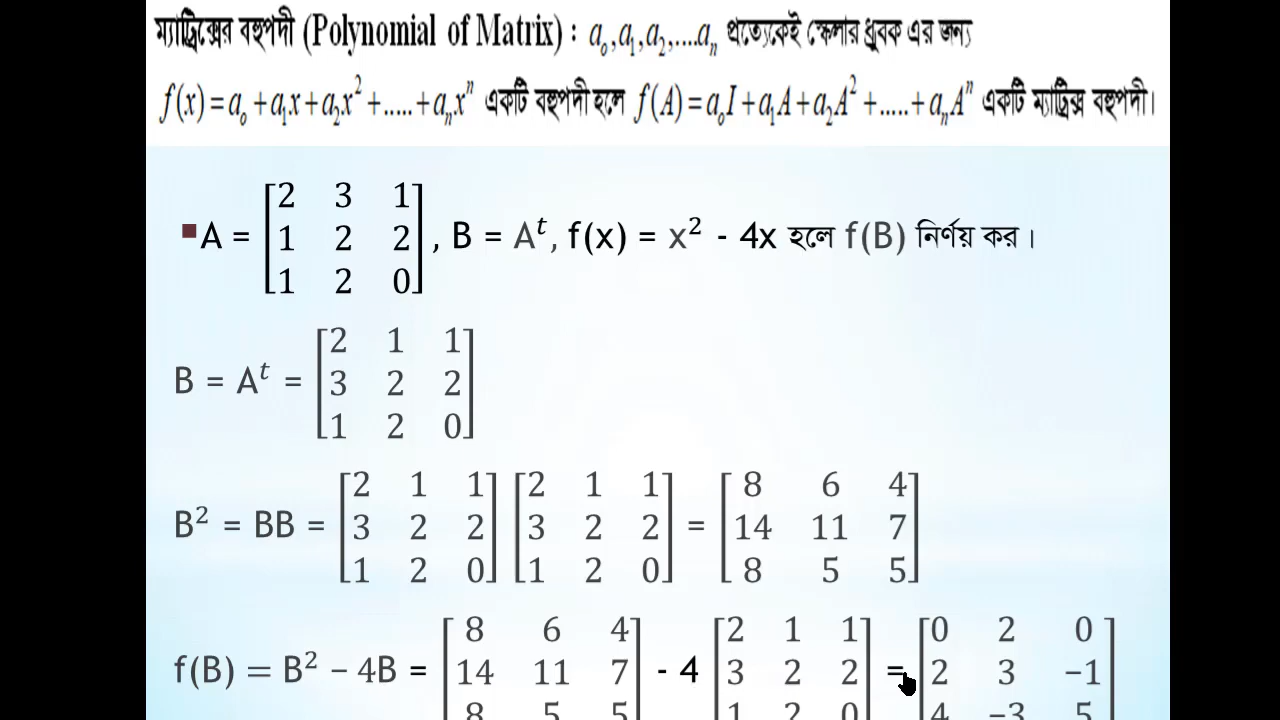 ম্যাট্রিক্সের বহুপদী (Polynomial of Matrix) : a₀, a₁, a₂, ....aₙ প্রত্যেকেই স্কেলার ধ্রুবক এর জন্য
f(x) = a₀ + a₁x + a₂x² + ..... + aₙxⁿ একটি বহুপদী হলে f(A) = a₀I + a₁A + a₂A² + ..... + aₙAⁿ একটি ম্যাট্রিক্স বহুপদী।
A = [2 3 1; 1 2 2; 1 2 0], B = Aᵗ, f(x) = x² - 4x হলে f(B) নির্ণয় কর।
B = Aᵗ = [2 1 1; 3 2 2; 1 2 0]
B² = BB = [2 1 1; 3 2 2; 1 2 0] [2 1 1; 3 2 2; 1 2 0] = [8 6 4; 14 11 7; 8 5 5]
f(B) = B² − 4B = [8 6 4; 14 11 7; 8 5 5] - 4 [2 1 1; 3 2 2; 1 2 0] = [0 2 0; 2 3 −1; 4 −3 5]